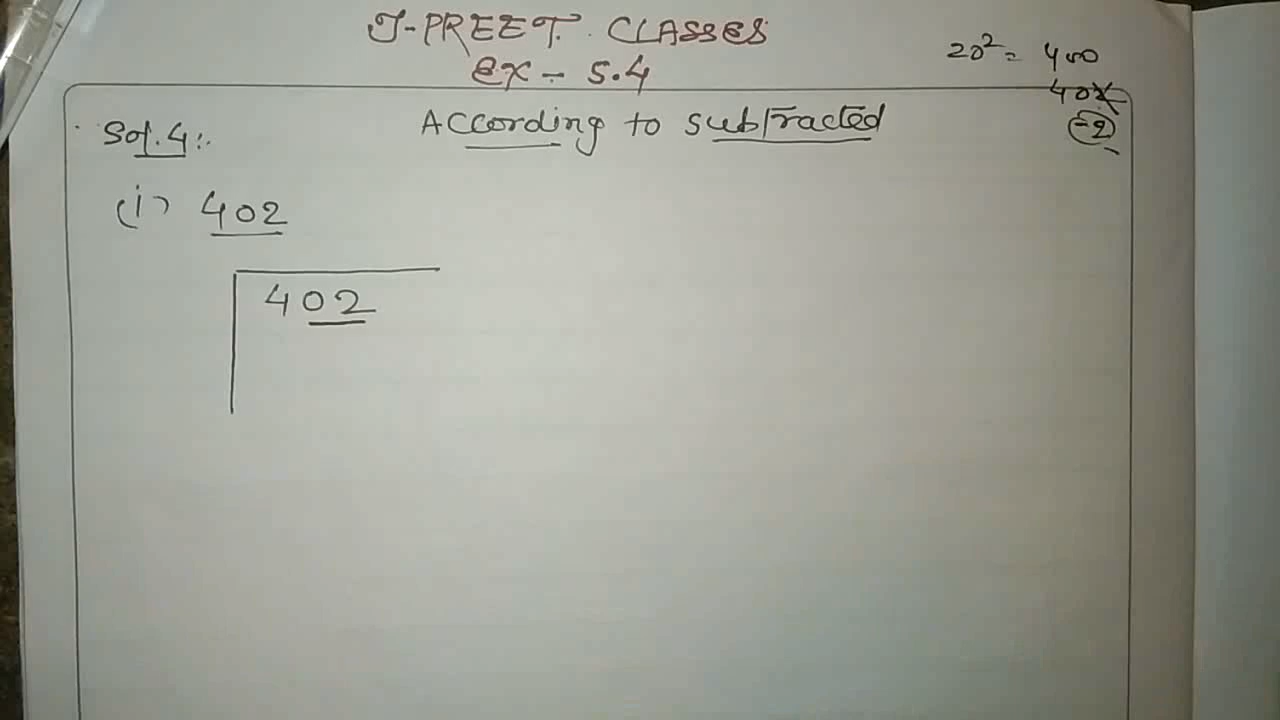 J-PREET. CLASSES
EX - 5.4
20² = 400
402
-2
According to subtracted
Sol.4:.
(i) 402
402